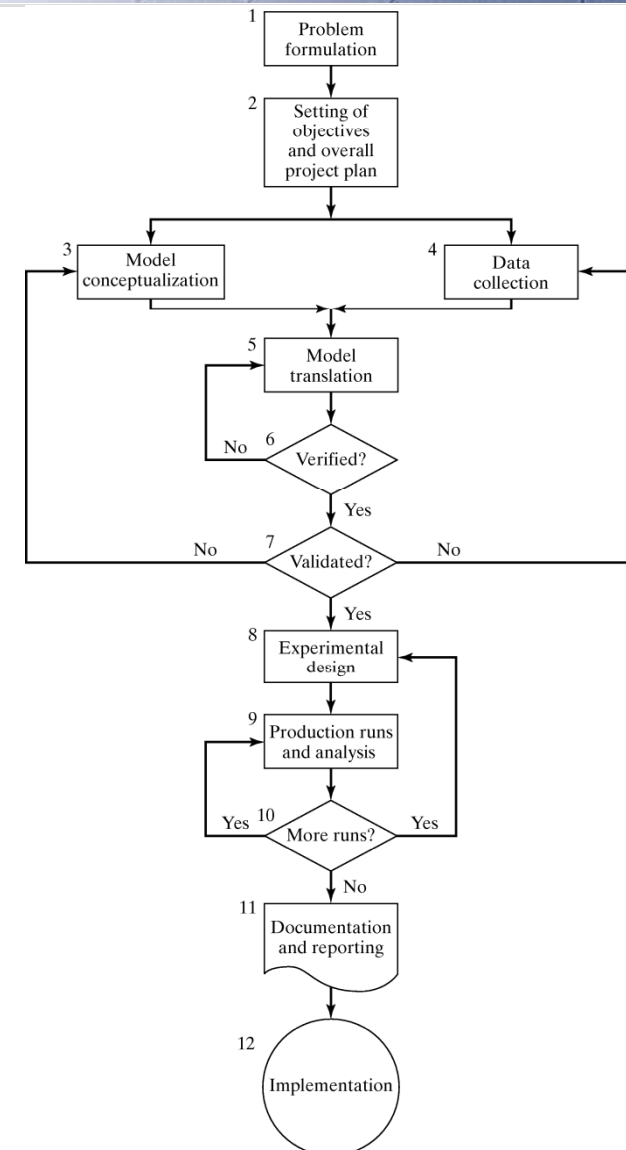 1
Problem
formulation
2
Setting of
objectives
and overall
project plan
3
Model
conceptualization
4
Data
collection
5
Model
translation
6
No
Verified?
Yes
7
No
Validated?
No
Yes
8
Experimental
design
9
Production runs
and analysis
10
Yes
More runs?
Yes
No
11
Documentation
and reporting
12
Implementation